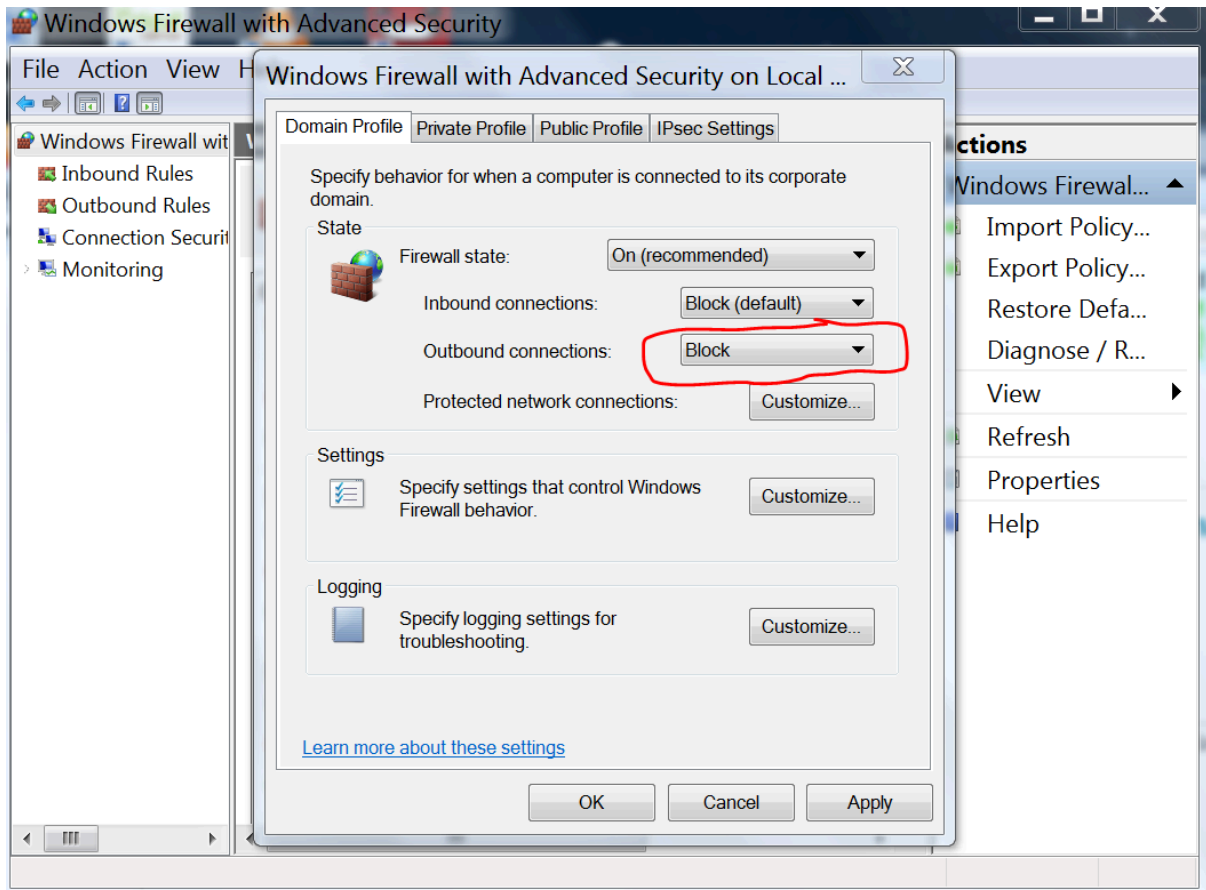 Windows Firewall with Advanced Security
File Action View H
Windows Firewall with Advanced Security on Local ...
Windows Firewall wit
Inbound Rules
Outbound Rules
Connection Securit
Monitoring
Domain Profile Private Profile Public Profile IPsec Settings
Specify behavior for when a computer is connected to its corporate
domain.
State
Firewall state: On (recommended)
Inbound connections: Block (default)
Outbound connections: Block
Protected network connections: Customize...
Settings
Specify settings that control Windows
Firewall behavior.
Customize...
Logging
Specify logging settings for
troubleshooting.
Customize...
Learn more about these settings
OK Cancel Apply
ctions
Windows Firewal...
Import Policy...
Export Policy...
Restore Defa...
Diagnose / R...
View
Refresh
Properties
Help